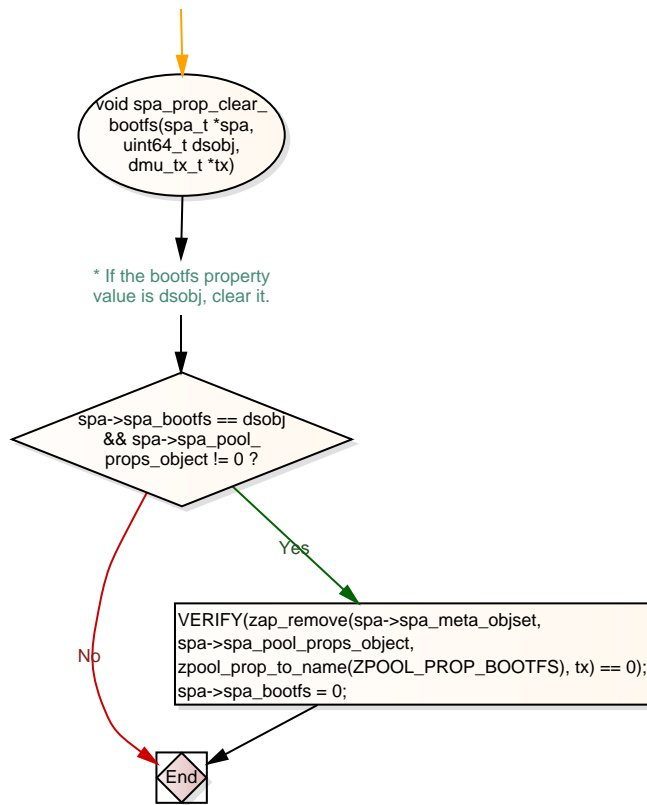 void spa_prop_clear_
bootfs(spa_t *spa,
uint64_t dsobj,
dmu_tx_t *tx)
* If the bootfs property
value is dsobj, clear it.
spa->spa_bootfs == dsobj
&& spa->spa_pool_
props_object != 0 ?
Yes
VERIFY(zap_remove(spa->spa_meta_objset,
spa->spa_pool_props_object,
zpool_prop_to_name(ZPOOL_PROP_BOOTFS), tx) == 0);
spa->spa_bootfs = 0;
No
End